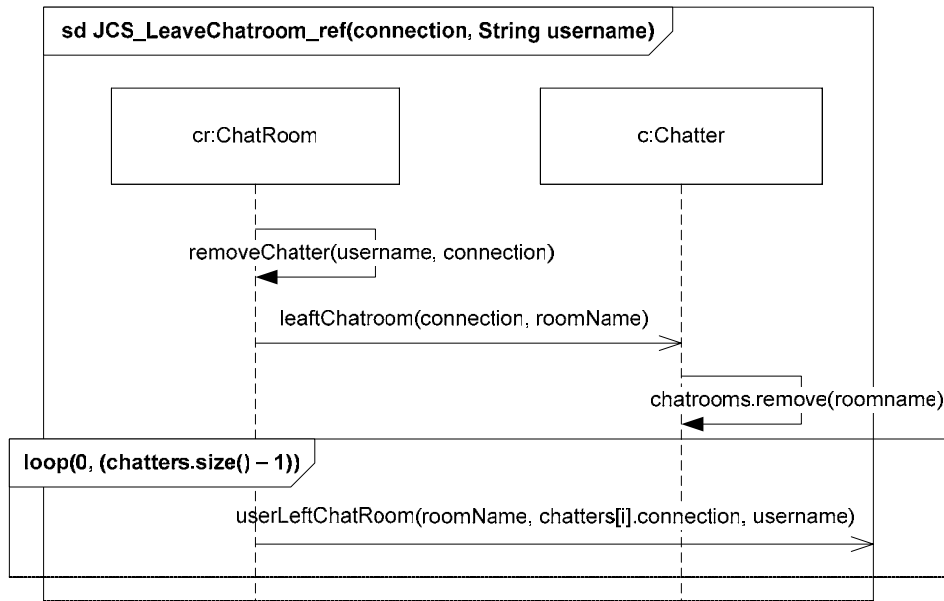 sd JCS_LeaveChatroom_ref(connection, String username)
cr:ChatRoom
c:Chatter
removeChatter(username, connection)
leaftChatroom(connection, roomName)
chatrooms.remove(roomname)
loop(0, (chatters.size() – 1))
userLeftChatRoom(roomName, chatters[i].connection, username)